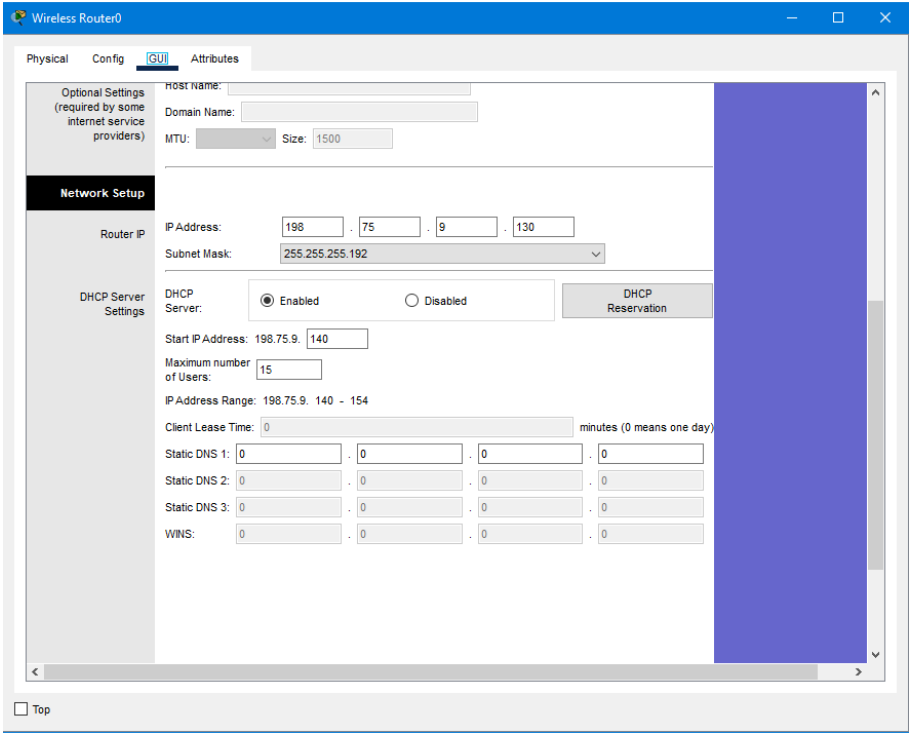 Wireless Router0
Physical Config GUI Attributes
Optional Settings
(required by some
internet service
providers)
Host Name:
Domain Name:
MTU: Size: 1500
Network Setup
Router IP
IP Address: 198 . 75 . 9 . 130
Subnet Mask: 255.255.255.192
DHCP Server
Settings
DHCP
Server: Enabled Disabled
DHCP
Reservation
Start IP Address: 198.75.9. 140
Maximum number
of Users: 15
IP Address Range: 198.75.9. 140 - 154
Client Lease Time: 0 minutes (0 means one day)
Static DNS 1: 0 . 0 . 0 . 0
Static DNS 2: 0 . 0 . 0 . 0
Static DNS 3: 0 . 0 . 0 . 0
WINS: 0 . 0 . 0 . 0
Top